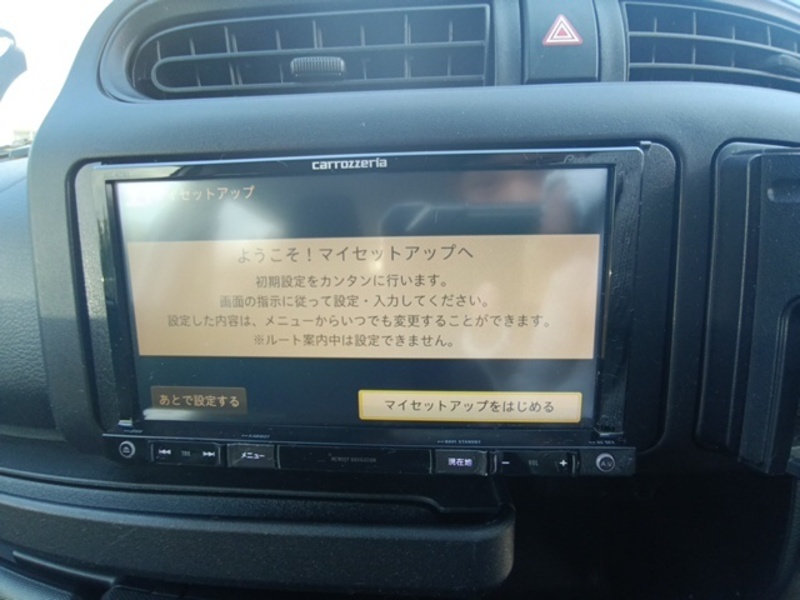 carrozzeria
マイセットアップ
ようこそ！マイセットアップへ
初期設定をカンタンに行います。
画面の指示に従って設定・入力してください。
設定した内容は、メニューからいつでも変更することができます。
※ルート案内中は設定できません。
あとで設定する
マイセットアップをはじめる
メニュー
現在地
− VOL +
AV